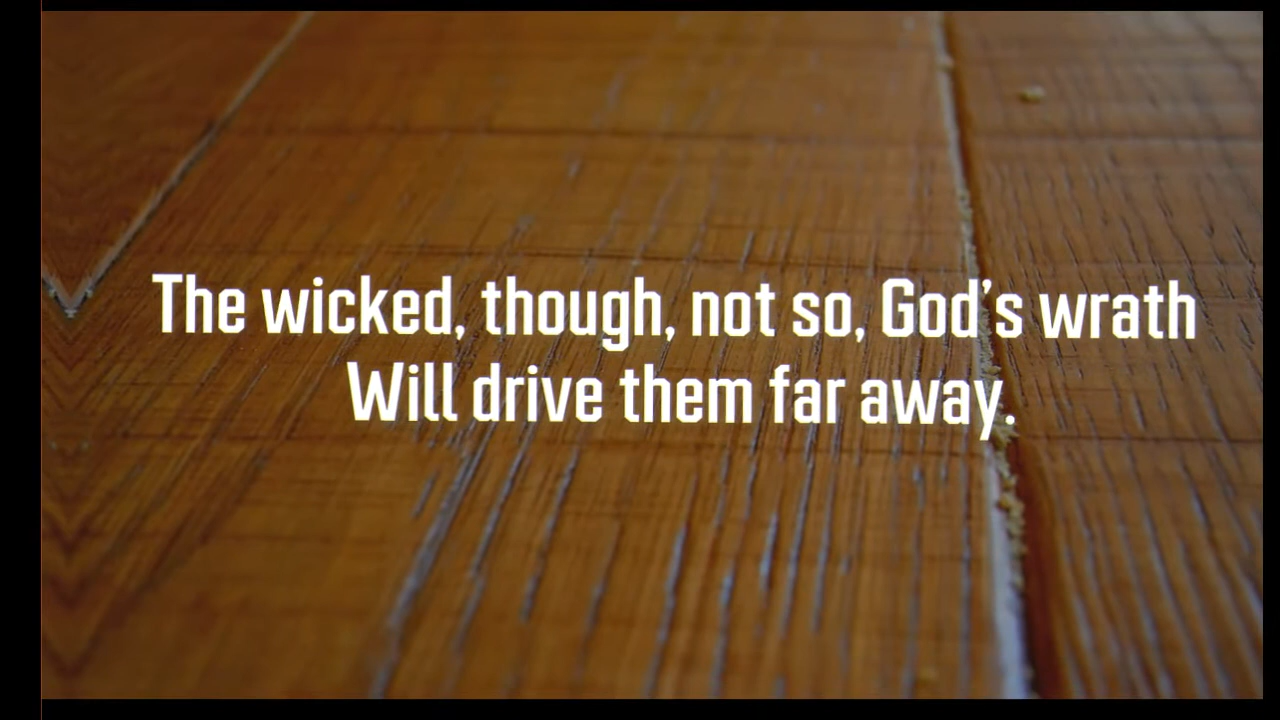 The wicked, though, not so, God’s wrath
Will drive them far away.